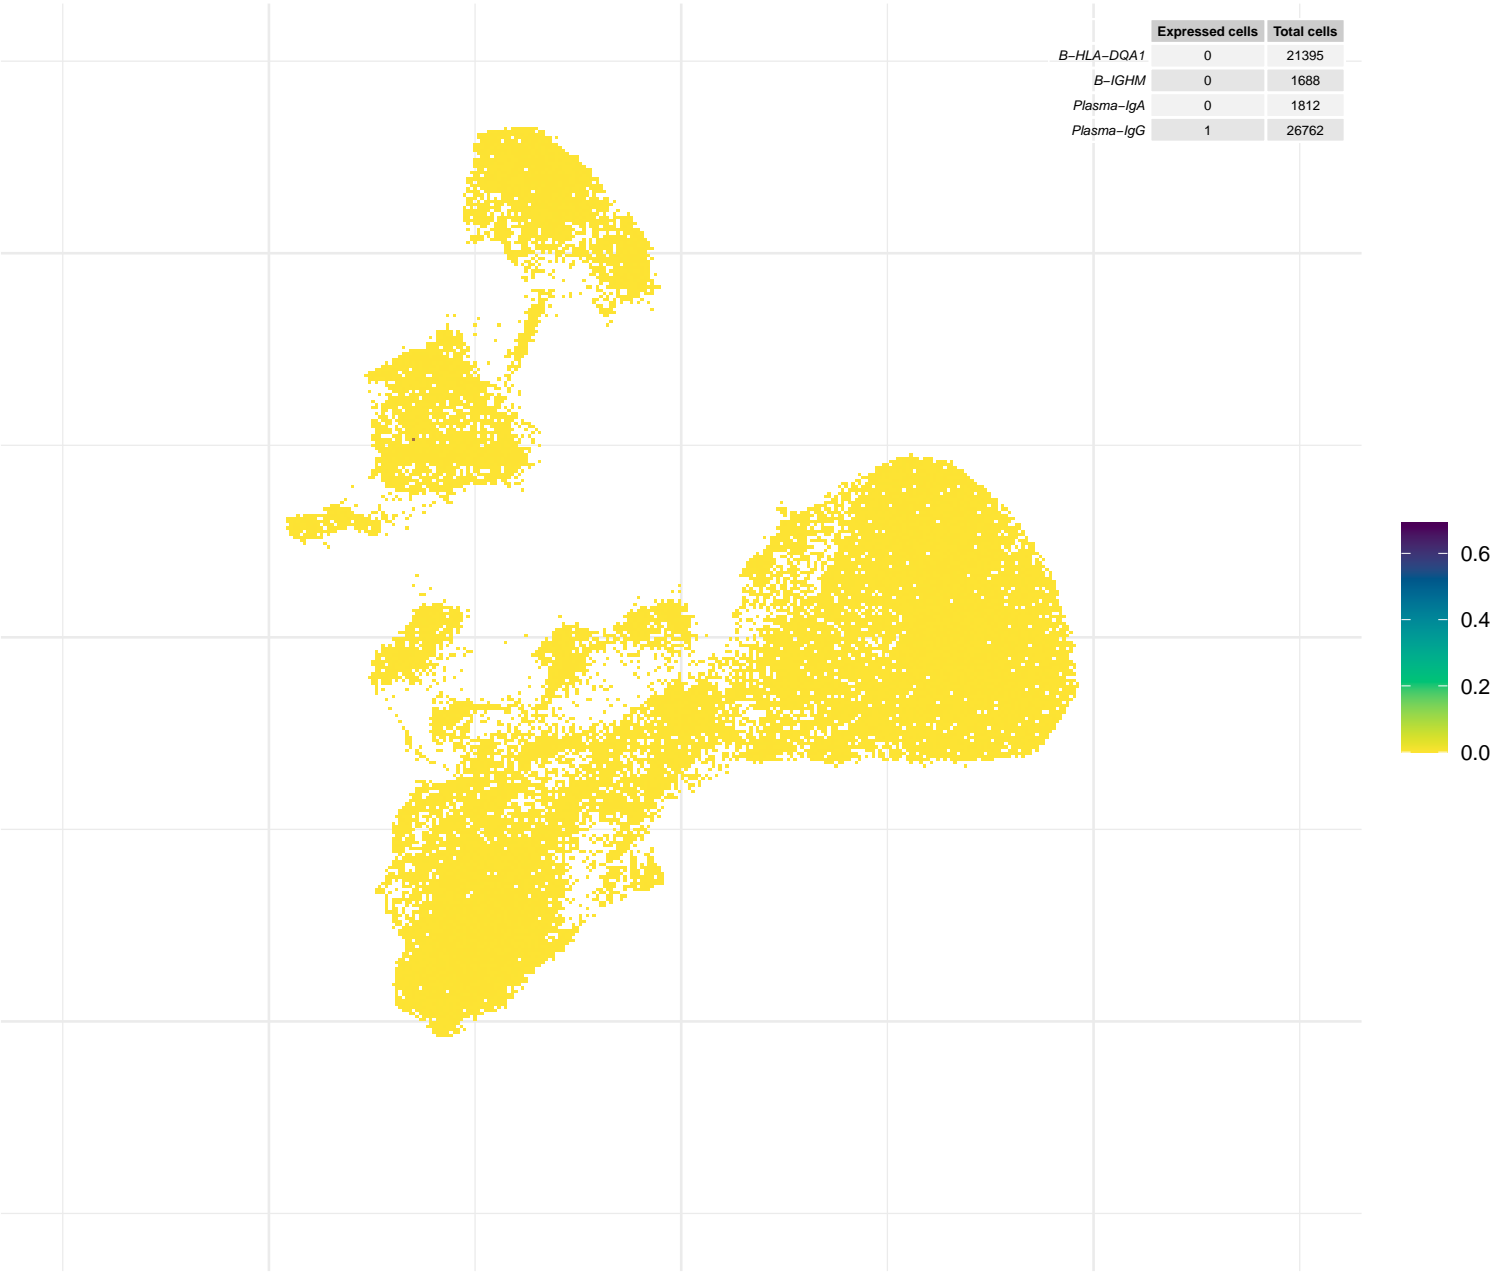 Expressed cells Total cells
B−HLA−DQA1 0 21395
B−IGHM 0 1688
Plasma−IgA 0 1812
Plasma−IgG 1 26762
0.6
0.4
0.2
0.0